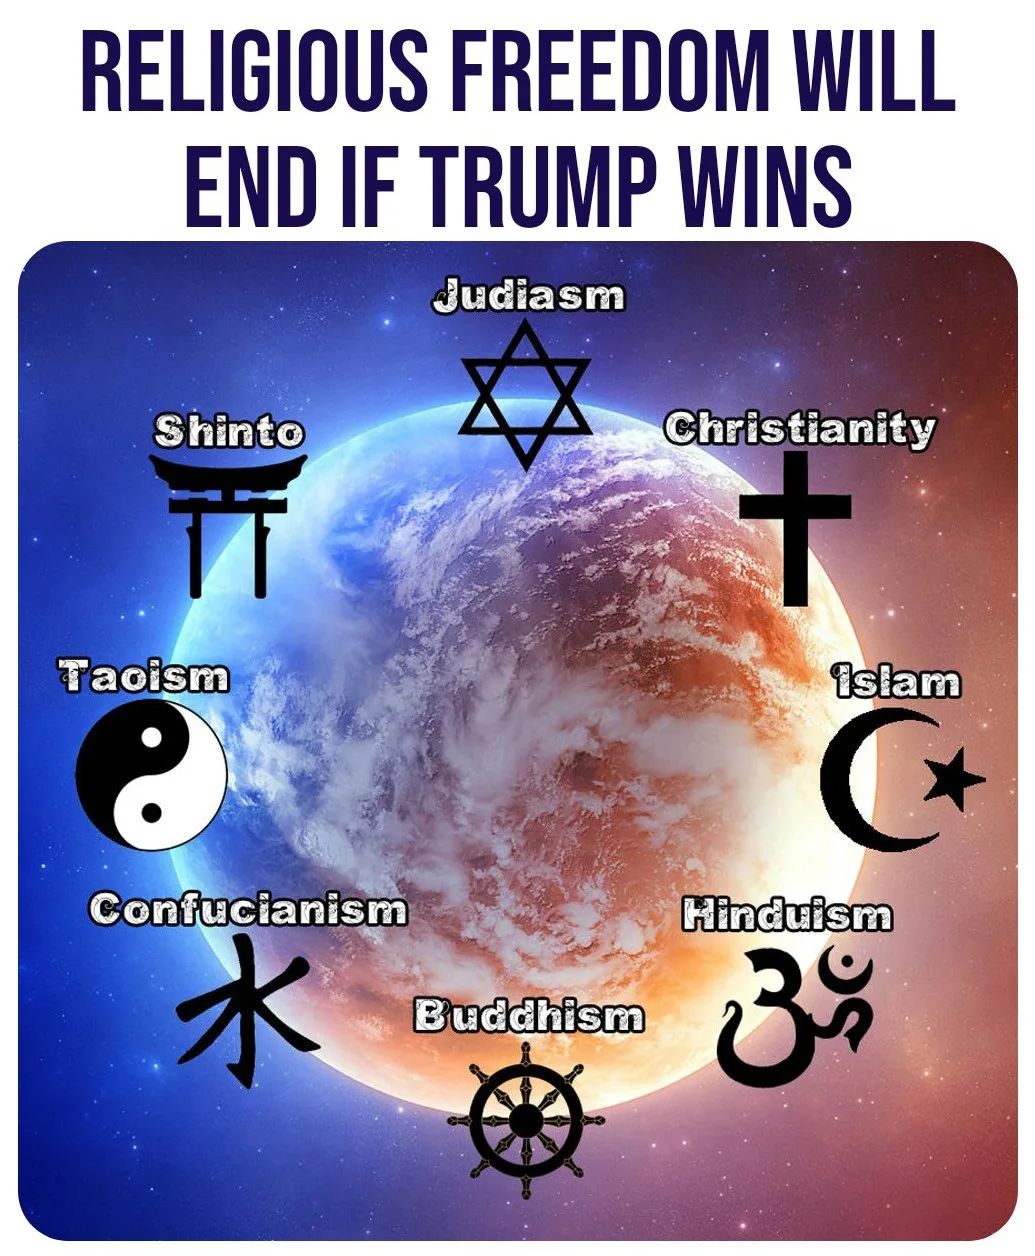 RELIGIOUS FREEDOM WILL
END IF TRUMP WINS
Judiasm
Shinto
Christianity
Taoism
Islam
Confucianism
Hinduism
Buddhism